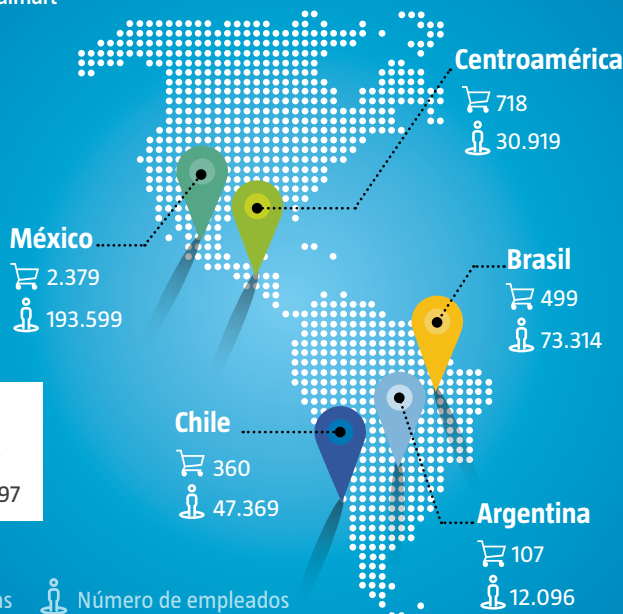 Centroamérica
718
30.919
México
2.379
193.599
Brasil
499
73.314
Chile
360
47.369
97
Argentina
107
12.096
Número de empleados